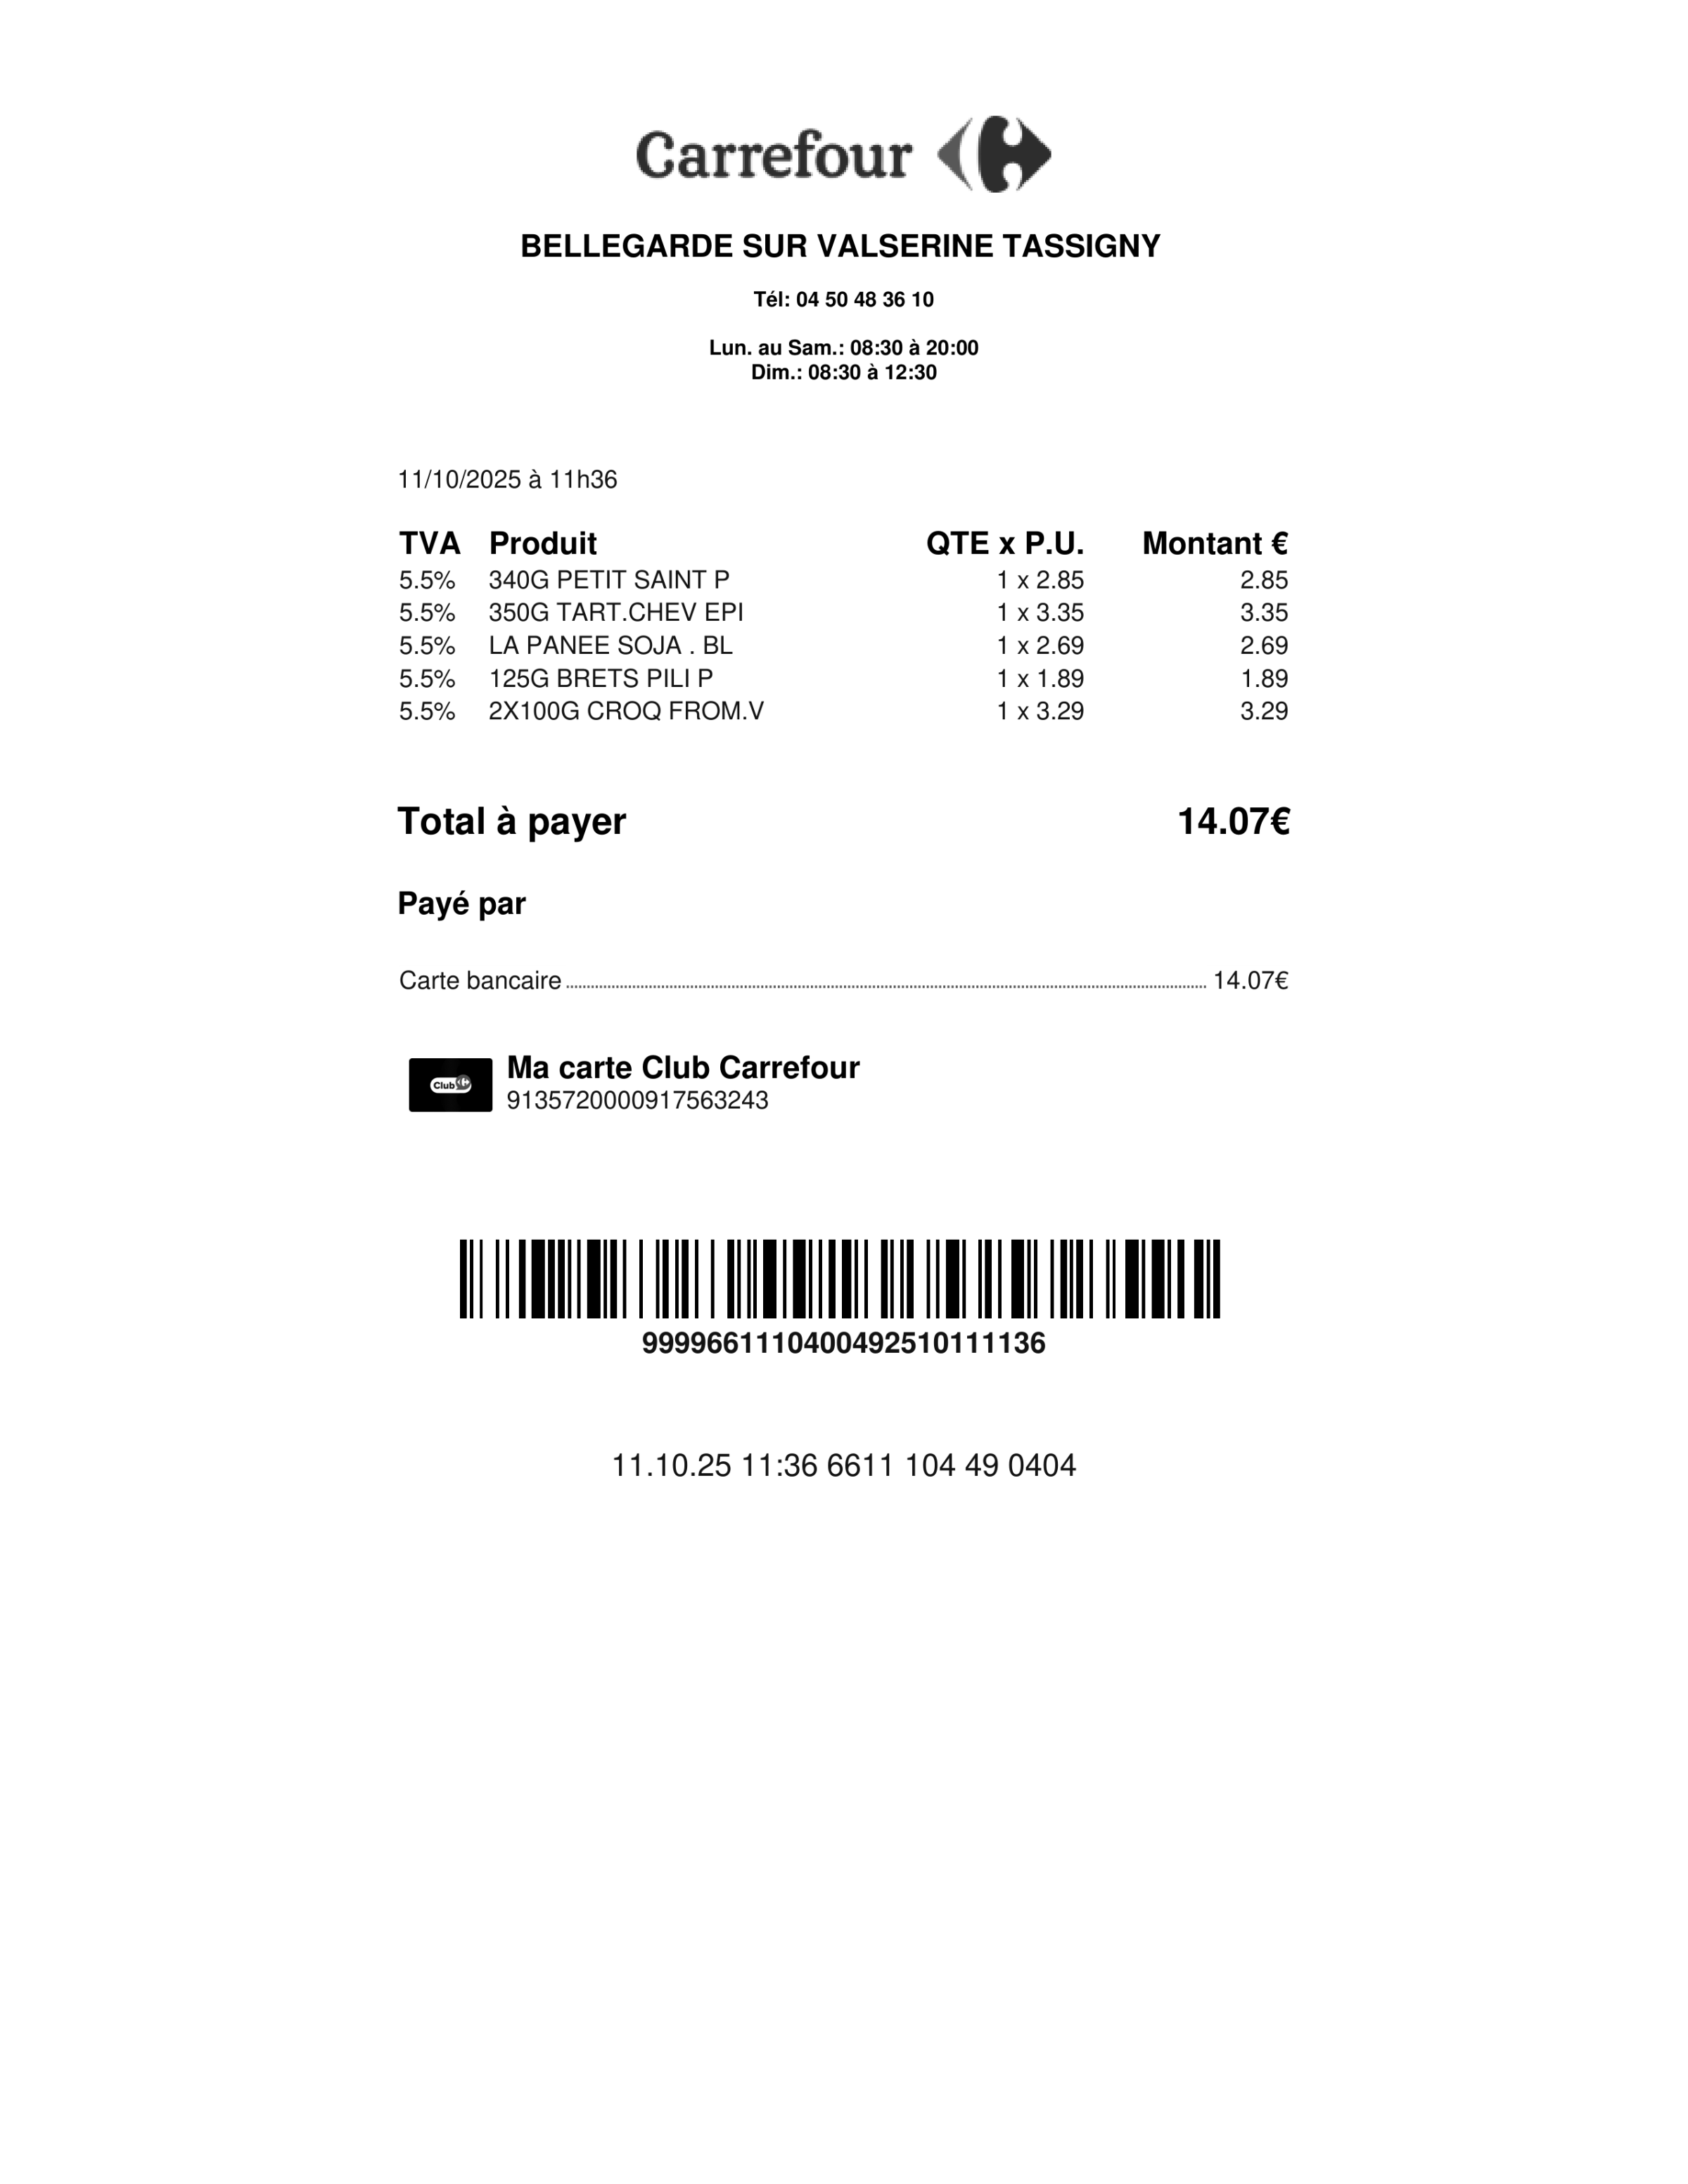 Carrefour
BELLEGARDE SUR VALSERINE TASSIGNY
Tél: 04 50 48 36 10
Lun. au Sam.: 08:30 à 20:00
Dim.: 08:30 à 12:30
11/10/2025 à 11h36
TVA Produit QTE x P.U. Montant €
5.5% 340G PETIT SAINT P 1 x 2.85 2.85
5.5% 350G TART.CHEV EPI 1 x 3.35 3.35
5.5% LA PANEE SOJA . BL 1 x 2.69 2.69
5.5% 125G BRETS PILI P 1 x 1.89 1.89
5.5% 2X100G CROQ FROM.V 1 x 3.29 3.29
Total à payer 14.07€
Payé par
Carte bancaire 14.07€
Club
Ma carte Club Carrefour
9135720000917563243
9999661110400492510111136
11.10.25 11:36 6611 104 49 0404